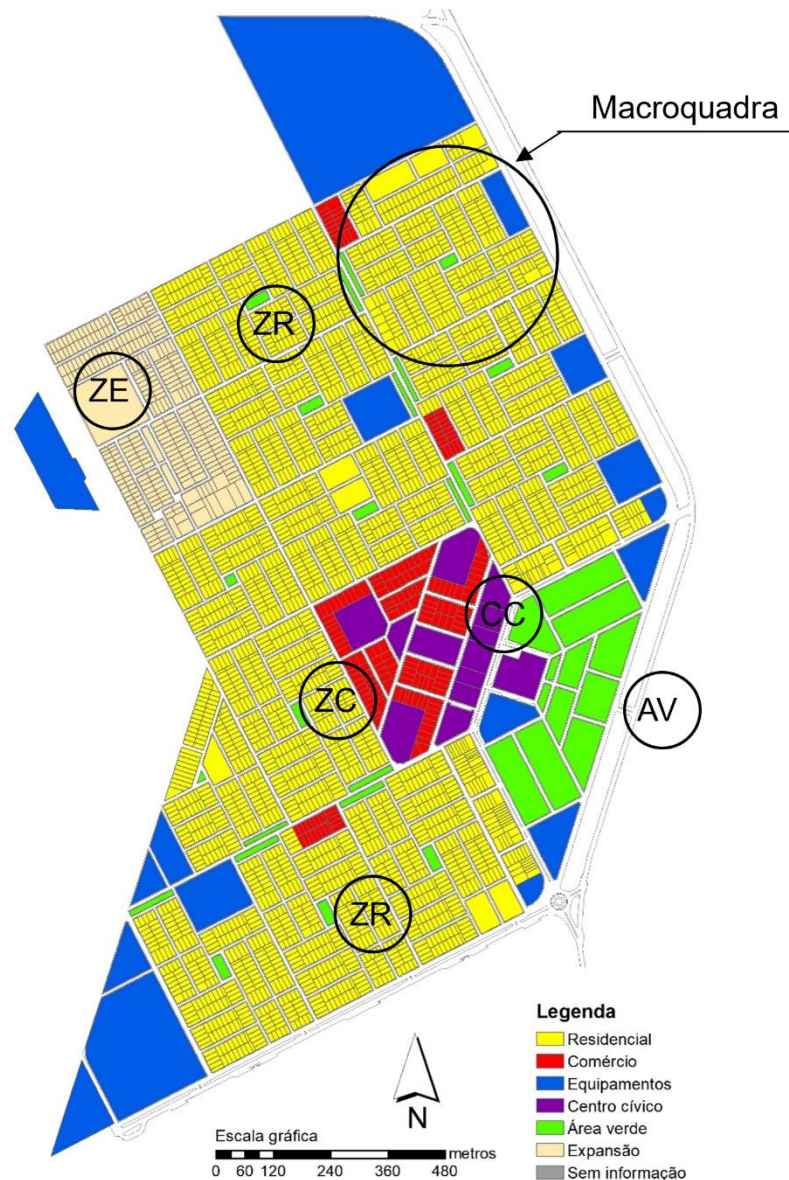 Macroquadra
ZR
ZE
CC
ZC
AV
ZR
Legenda
Residencial
Comércio
Equipamentos
Centro cívico
Área verde
Expansão
Sem informação
N
Escala gráfica
metros
0 60 120 240 360 480